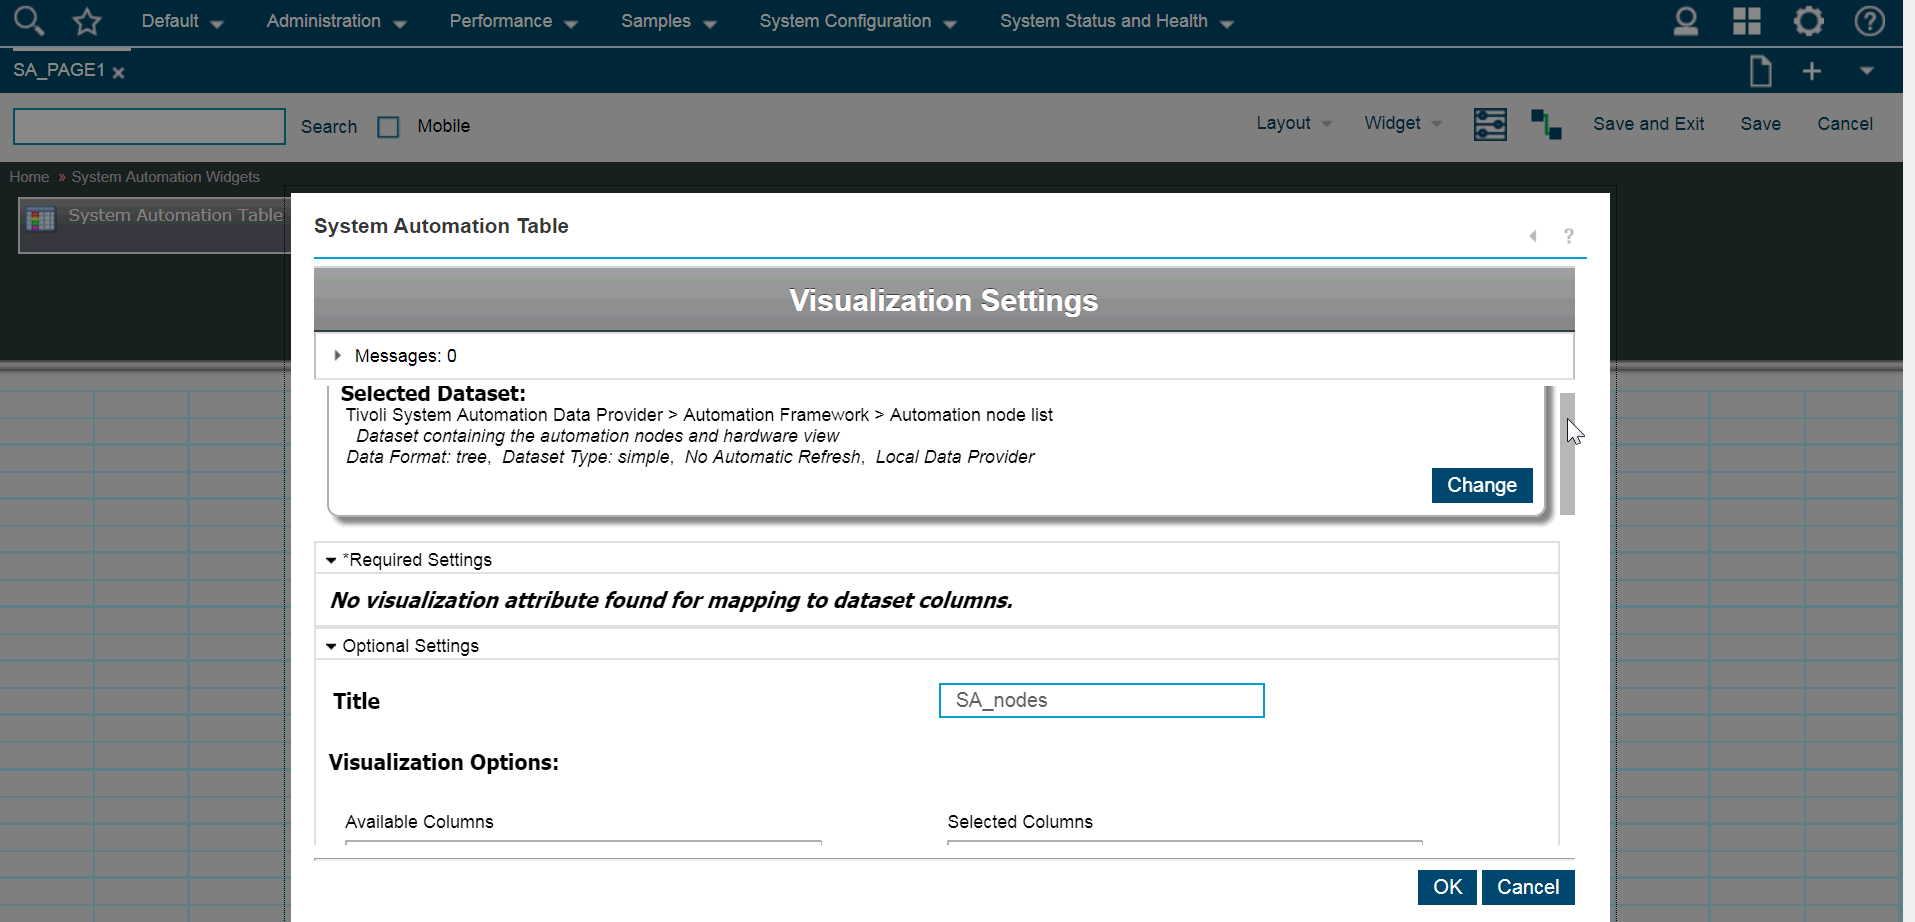 Default Administration Performance Samples System Configuration System Status and Health
SA_PAGE1
Search Mobile Layout Widget Save and Exit Save Cancel
Home » System Automation Widgets
System Automation Table
System Automation Table
?
Visualization Settings
Messages: 0
Selected Dataset:
Tivoli System Automation Data Provider > Automation Framework > Automation node list
Dataset containing the automation nodes and hardware view
Data Format: tree, Dataset Type: simple, No Automatic Refresh, Local Data Provider
Change
*Required Settings
No visualization attribute found for mapping to dataset columns.
Optional Settings
Title SA_nodes
Visualization Options:
Available Columns Selected Columns
OK Cancel